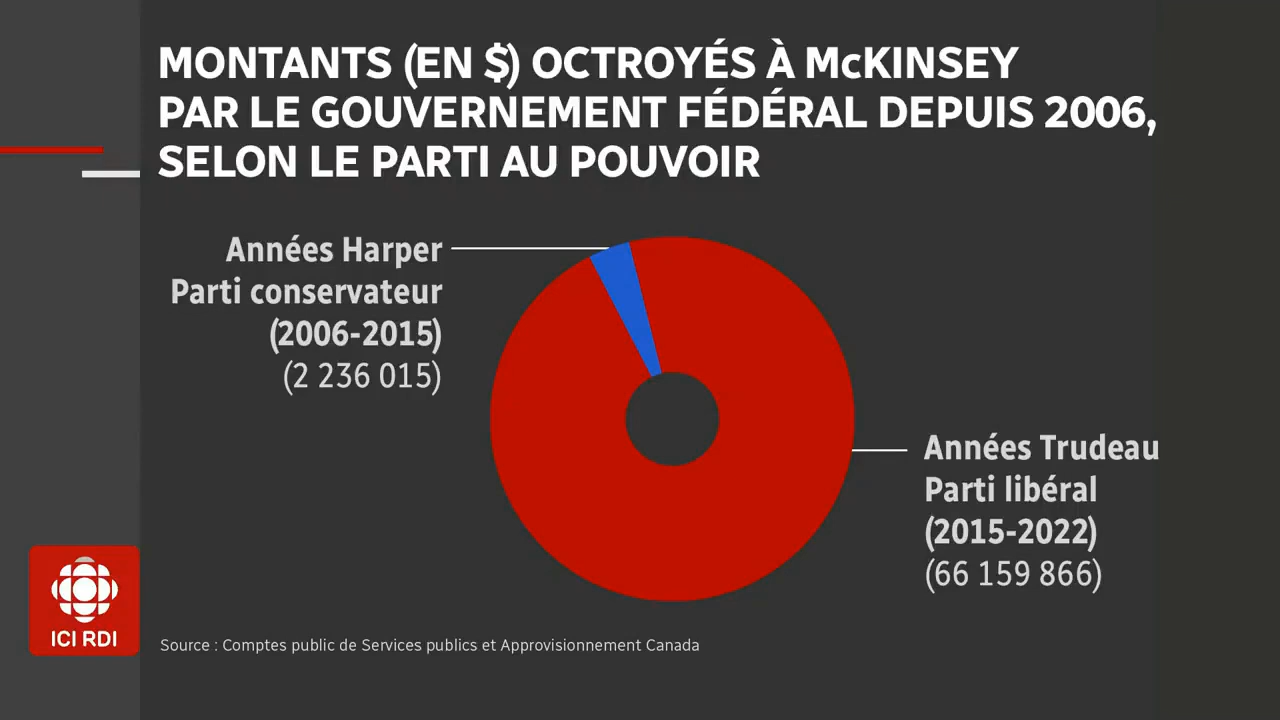 MONTANTS (EN $) OCTROYÉS À McKINSEY
PAR LE GOUVERNEMENT FÉDÉRAL DEPUIS 2006,
SELON LE PARTI AU POUVOIR
Années Harper
Parti conservateur
(2006-2015)
(2 236 015)
Années Trudeau
Parti libéral
(2015-2022)
(66 159 866)
ICI RDI
Source : Comptes public de Services publics et Approvisionnement Canada